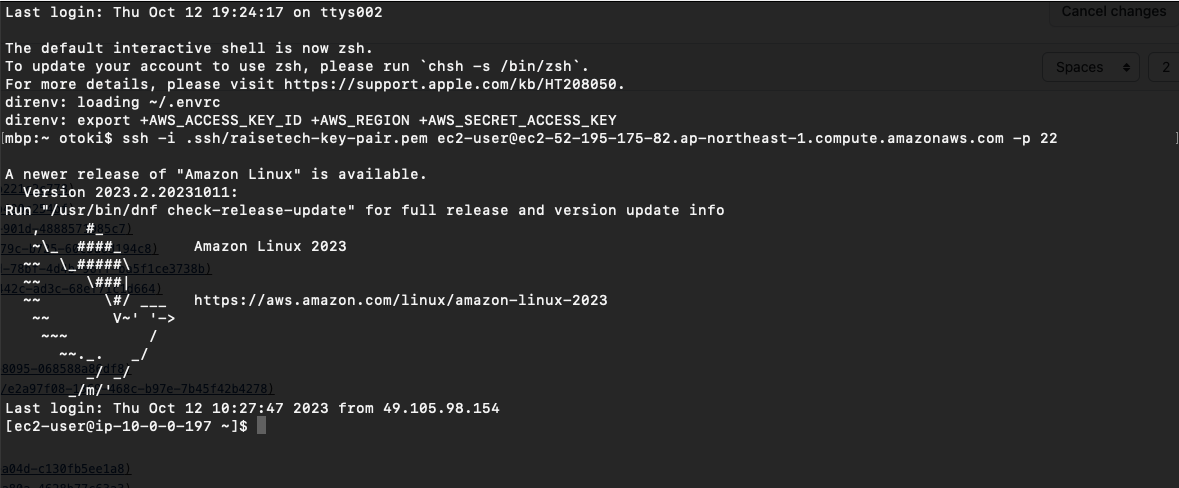 Last login: Thu Oct 12 19:24:17 on ttys002
Cancel changes
The default interactive shell is now zsh.
To update your account to use zsh, please run `chsh -s /bin/zsh`.
Spaces
2
For more details, please visit https://support.apple.com/kb/HT208050.
direnv: loading ~/.envrc
direnv: export +AWS_ACCESS_KEY_ID +AWS_REGION +AWS_SECRET_ACCESS_KEY
[mbp:~ otoki$ ssh -i .ssh/raisetech-key-pair.pem ec2-user@ec2-52-195-175-82.ap-northeast-1.compute.amazonaws.com -p 22 ]
A newer release of "Amazon Linux" is available.
  Version 2023.2.20231011:
Run "/usr/bin/dnf check-release-update" for full release and version update info
   ,     #_
   ~\_  ####_        Amazon Linux 2023
  ~~  \_#####\
  ~~     \###|
  ~~       \#/ ___   https://aws.amazon.com/linux/amazon-linux-2023
   ~~       V~' '->
    ~~~         /
      ~~._.   _/
         _/ _/
       _/m/'
Last login: Thu Oct 12 10:27:47 2023 from 49.105.98.154
[ec2-user@ip-10-0-0-197 ~]$
a04d-c130fb5ee1a8)